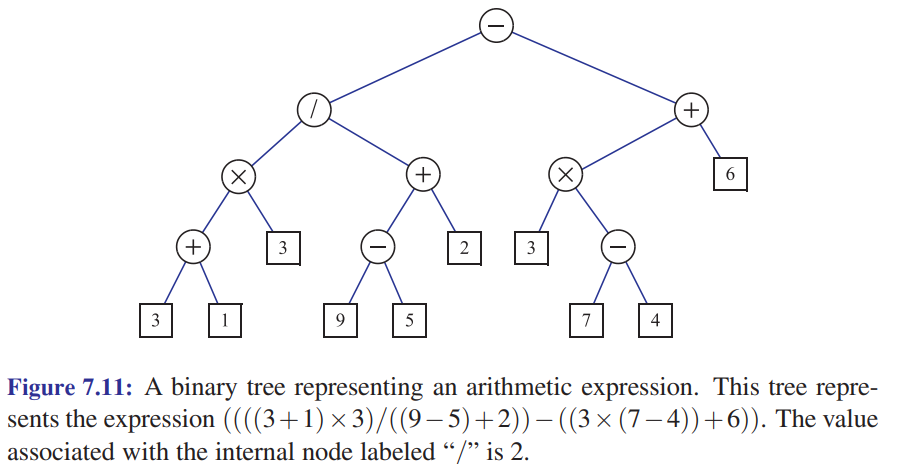 −
/ +
× + × 6
+ 3 − 2 3 −
3 1 9 5 7 4
Figure 7.11: A binary tree representing an arithmetic expression. This tree repre-
sents the expression ((((3+1)×3)/((9−5)+2))−((3×(7−4))+6)). The value
associated with the internal node labeled “/” is 2.